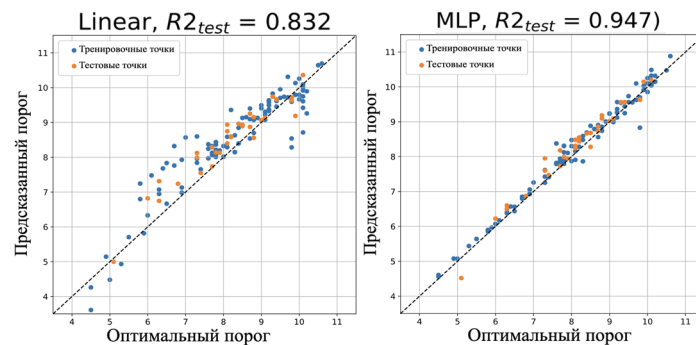 Linear, R2test = 0.832
Тренировочные точки
Тестовые точки
11
10
9
8
7
6
5
4
4 5 6 7 8 9 10 11
Предсказанный порог
Оптимальный порог
MLP, R2test = 0.947)
Тренировочные точки
Тестовые точки
11
10
9
8
7
6
5
4
4 5 6 7 8 9 10 11
Предсказанный порог
Оптимальный порог